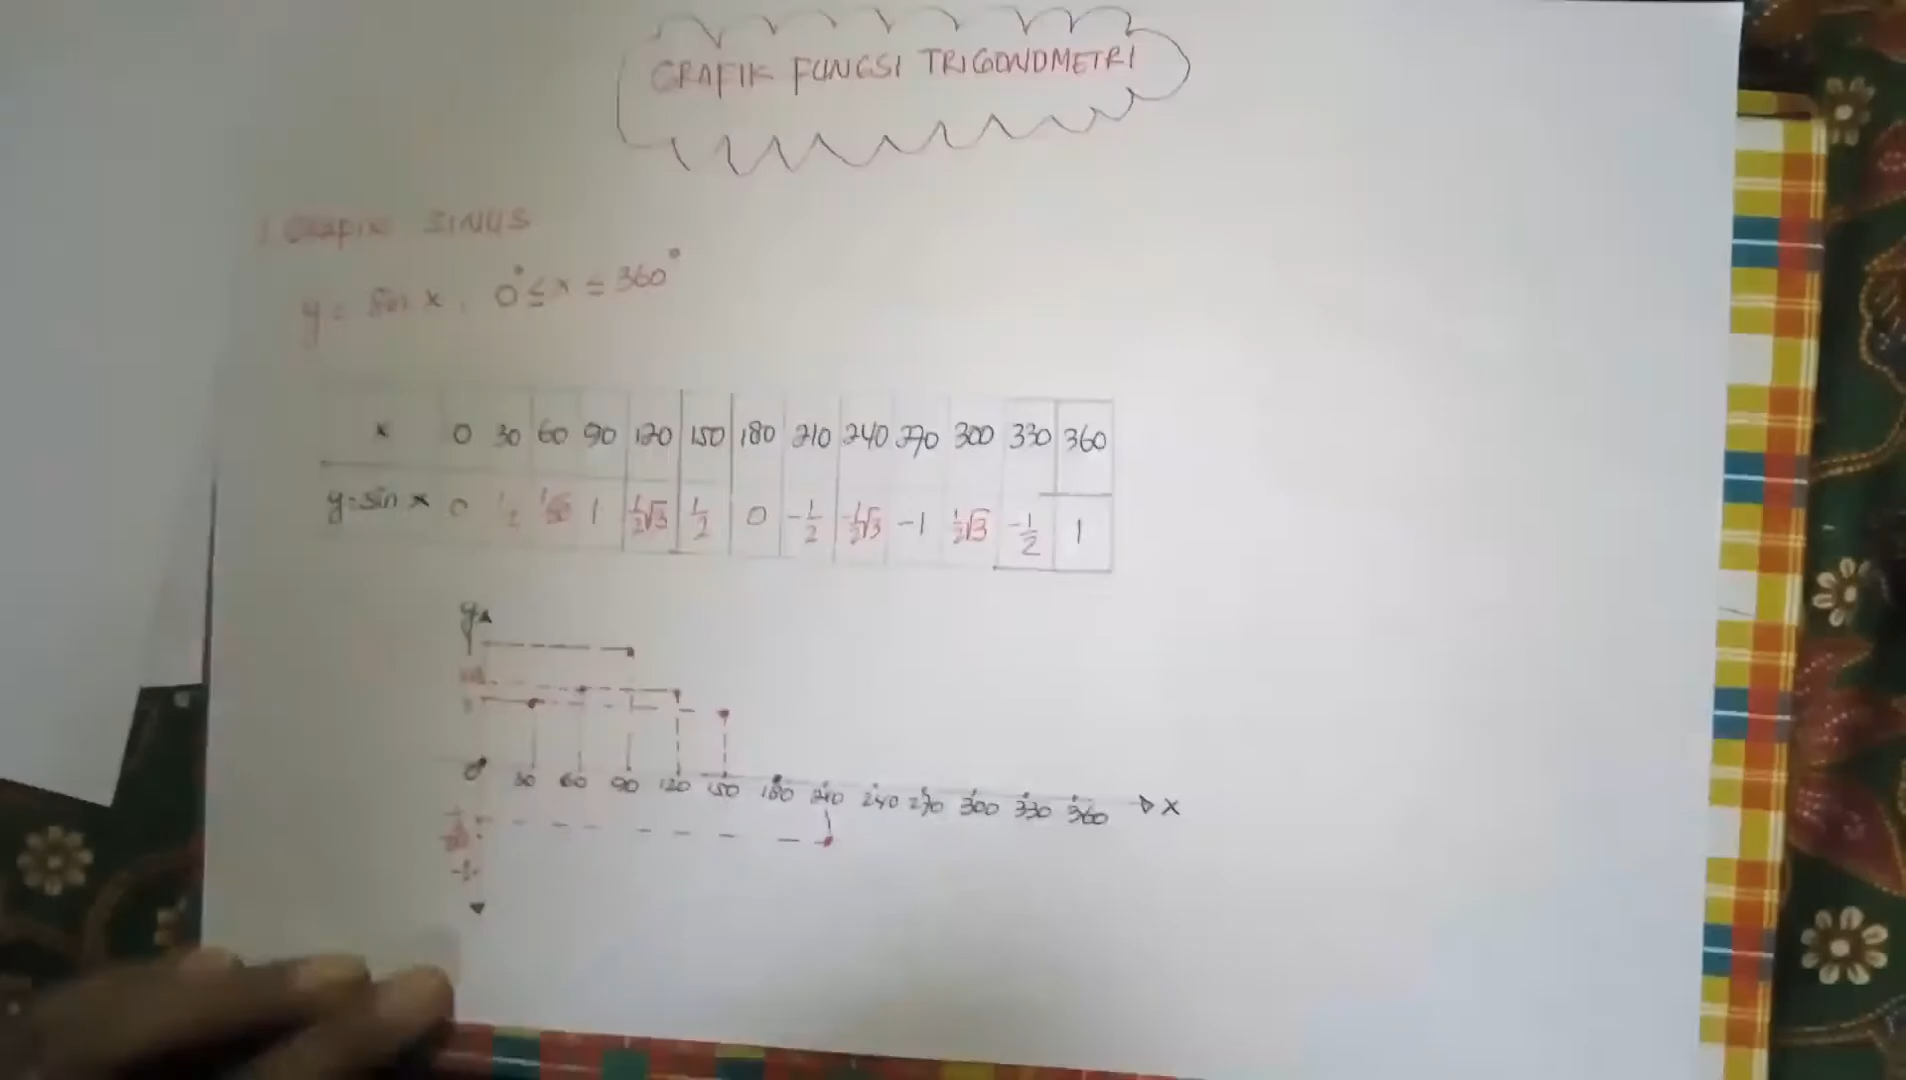 GRAFIK FUNGSI TRIGONOMETRI
1. GRAFIK SINUS
y = sin x, 0° ≤ x ≤ 360°
x 0 30 60 90 120 150 180 210 240 270 300 330 360
y=sin x 0 1/2 1 1/2√3 1/2 0 -1/2 -1/2√3 -1 1/2√3 -1/2 1
y
0 30 60 90 120 150 180 210 240 270 300 330 360 x